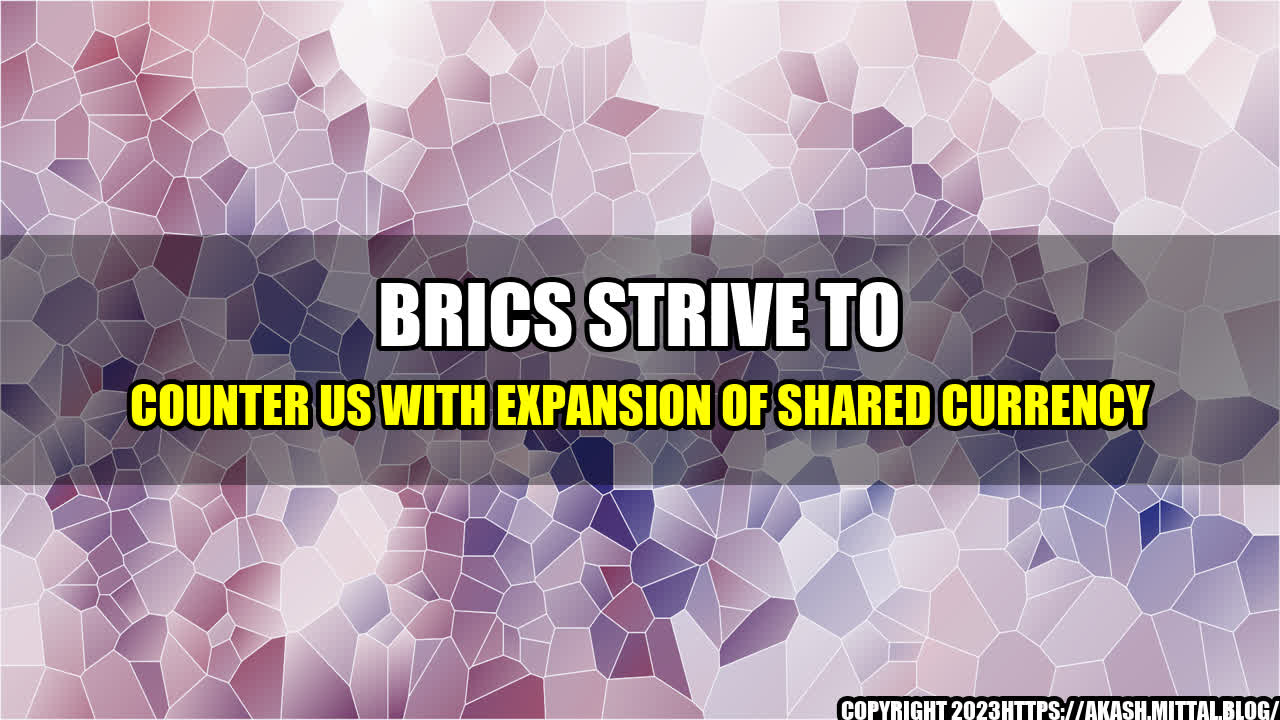 BRICS STRIVE TO
COUNTER US WITH EXPANSION OF SHARED CURRENCY
COPYRIGHT 2023HTTPS://AKASH.MITTAL.BLOG/